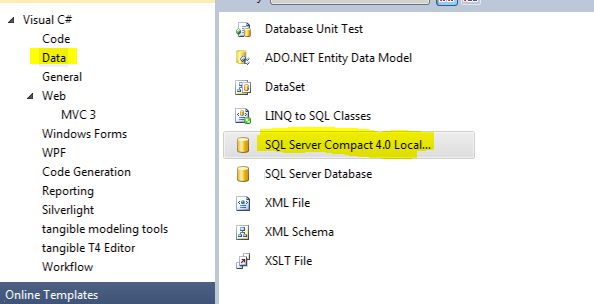 Visual C#
Code
Data
General
Web
MVC 3
Windows Forms
WPF
Code Generation
Reporting
Silverlight
tangible modeling tools
tangible T4 Editor
Workflow
Online Templates
Database Unit Test
ADO.NET Entity Data Model
DataSet
LINQ to SQL Classes
SQL Server Compact 4.0 Local...
SQL Server Database
XML File
XML Schema
XSLT File